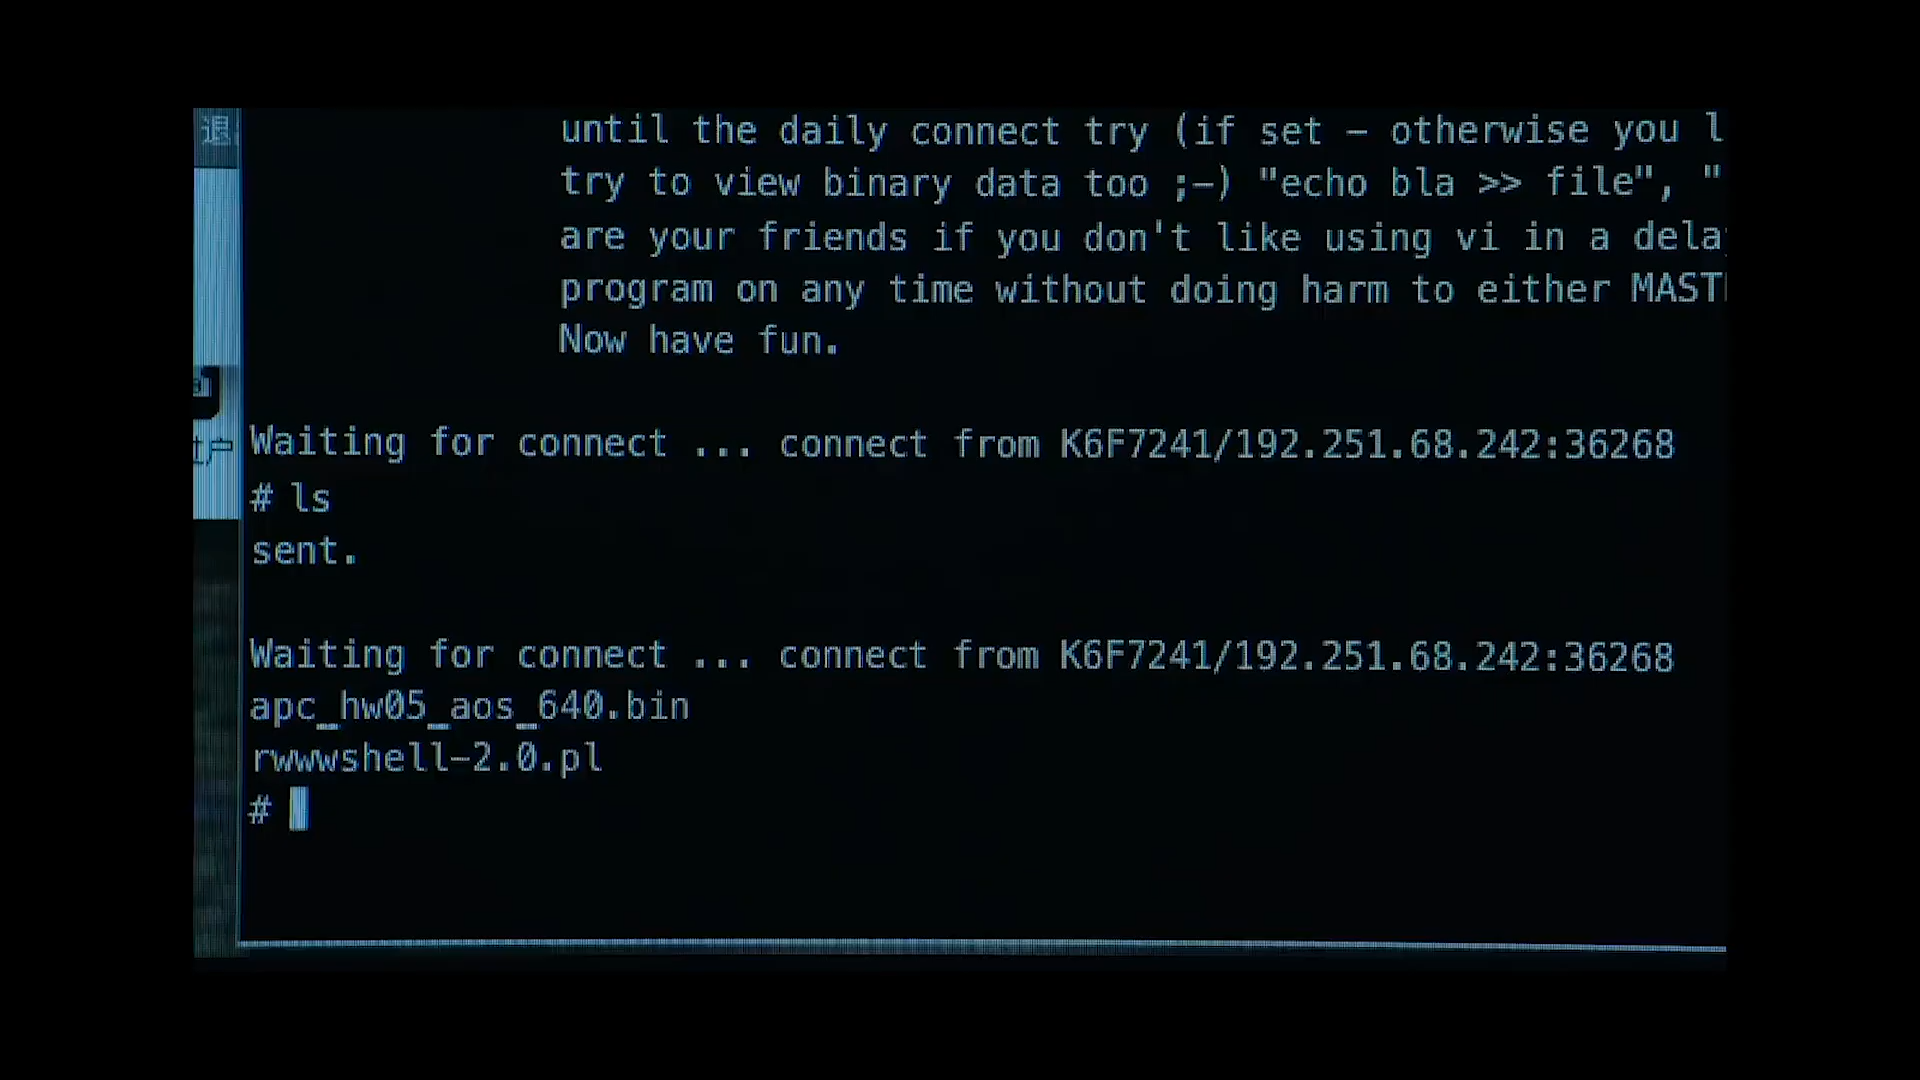 退
until the daily connect try (if set – otherwise you l
try to view binary data too ;–) "echo bla >> file", "
are your friends if you don't like using vi in a dela
program on any time without doing harm to either MAST
Now have fun.
Waiting for connect ... connect from K6F7241/192.251.68.242:36268
# ls
sent.
Waiting for connect ... connect from K6F7241/192.251.68.242:36268
apc_hw05_aos_640.bin
rwwwshell–2.0.pl
#